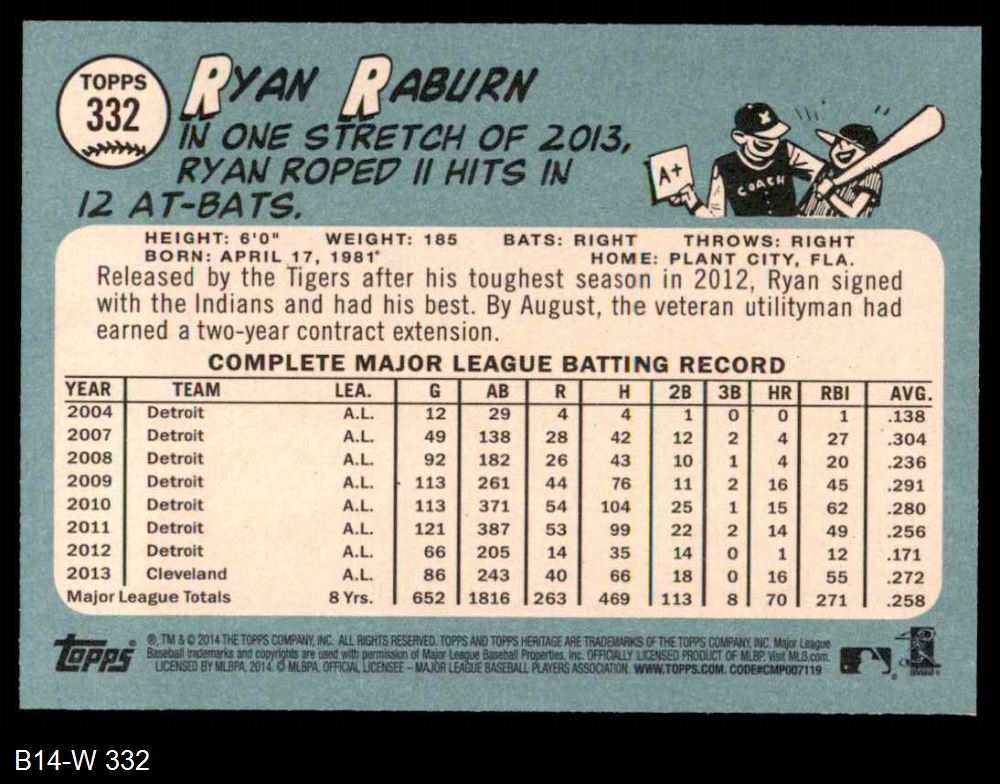 TOPPS
332
RYAN RABURN
IN ONE STRETCH OF 2013,
RYAN ROPED 11 HITS IN
12 AT-BATS.
A+
X
COACH
HEIGHT: 6'0" WEIGHT: 185 BATS: RIGHT THROWS: RIGHT
BORN: APRIL 17, 1981* HOME: PLANT CITY, FLA.
Released by the Tigers after his toughest season in 2012, Ryan signed
with the Indians and had his best. By August, the veteran utilityman had
earned a two-year contract extension.
COMPLETE MAJOR LEAGUE BATTING RECORD
YEAR TEAM LEA. G AB R H 2B 3B HR RBI AVG.
2004 Detroit A.L. 12 29 4 4 1 0 0 1 .138
2007 Detroit A.L. 49 138 28 42 12 2 4 27 .304
2008 Detroit A.L. 92 182 26 43 10 1 4 20 .236
2009 Detroit A.L. 113 261 44 76 11 2 16 45 .291
2010 Detroit A.L. 113 371 54 104 25 1 15 62 .280
2011 Detroit A.L. 121 387 53 99 22 2 14 49 .256
2012 Detroit A.L. 66 205 14 35 14 0 1 12 .171
2013 Cleveland A.L. 86 243 40 66 18 0 16 55 .272
Major League Totals 8 Yrs. 652 1816 263 469 113 8 70 271 .258
Topps ®
®, TM & © 2014 THE TOPPS COMPANY, INC. ALL RIGHTS RESERVED. TOPPS AND TOPPS HERITAGE ARE TRADEMARKS OF THE TOPPS COMPANY, INC. Major League
Baseball trademarks and copyrights are used with permission of Major League Baseball Properties, Inc. OFFICIALLY LICENSED PRODUCT OF MLBP. Visit MLB.com.
LICENSED BY MLBPA, 2014. © MLBPA. OFFICIAL LICENSEE – MAJOR LEAGUE BASEBALL PLAYERS ASSOCIATION. WWW.TOPPS.COM. CODE#CMP007119
B14-W 332